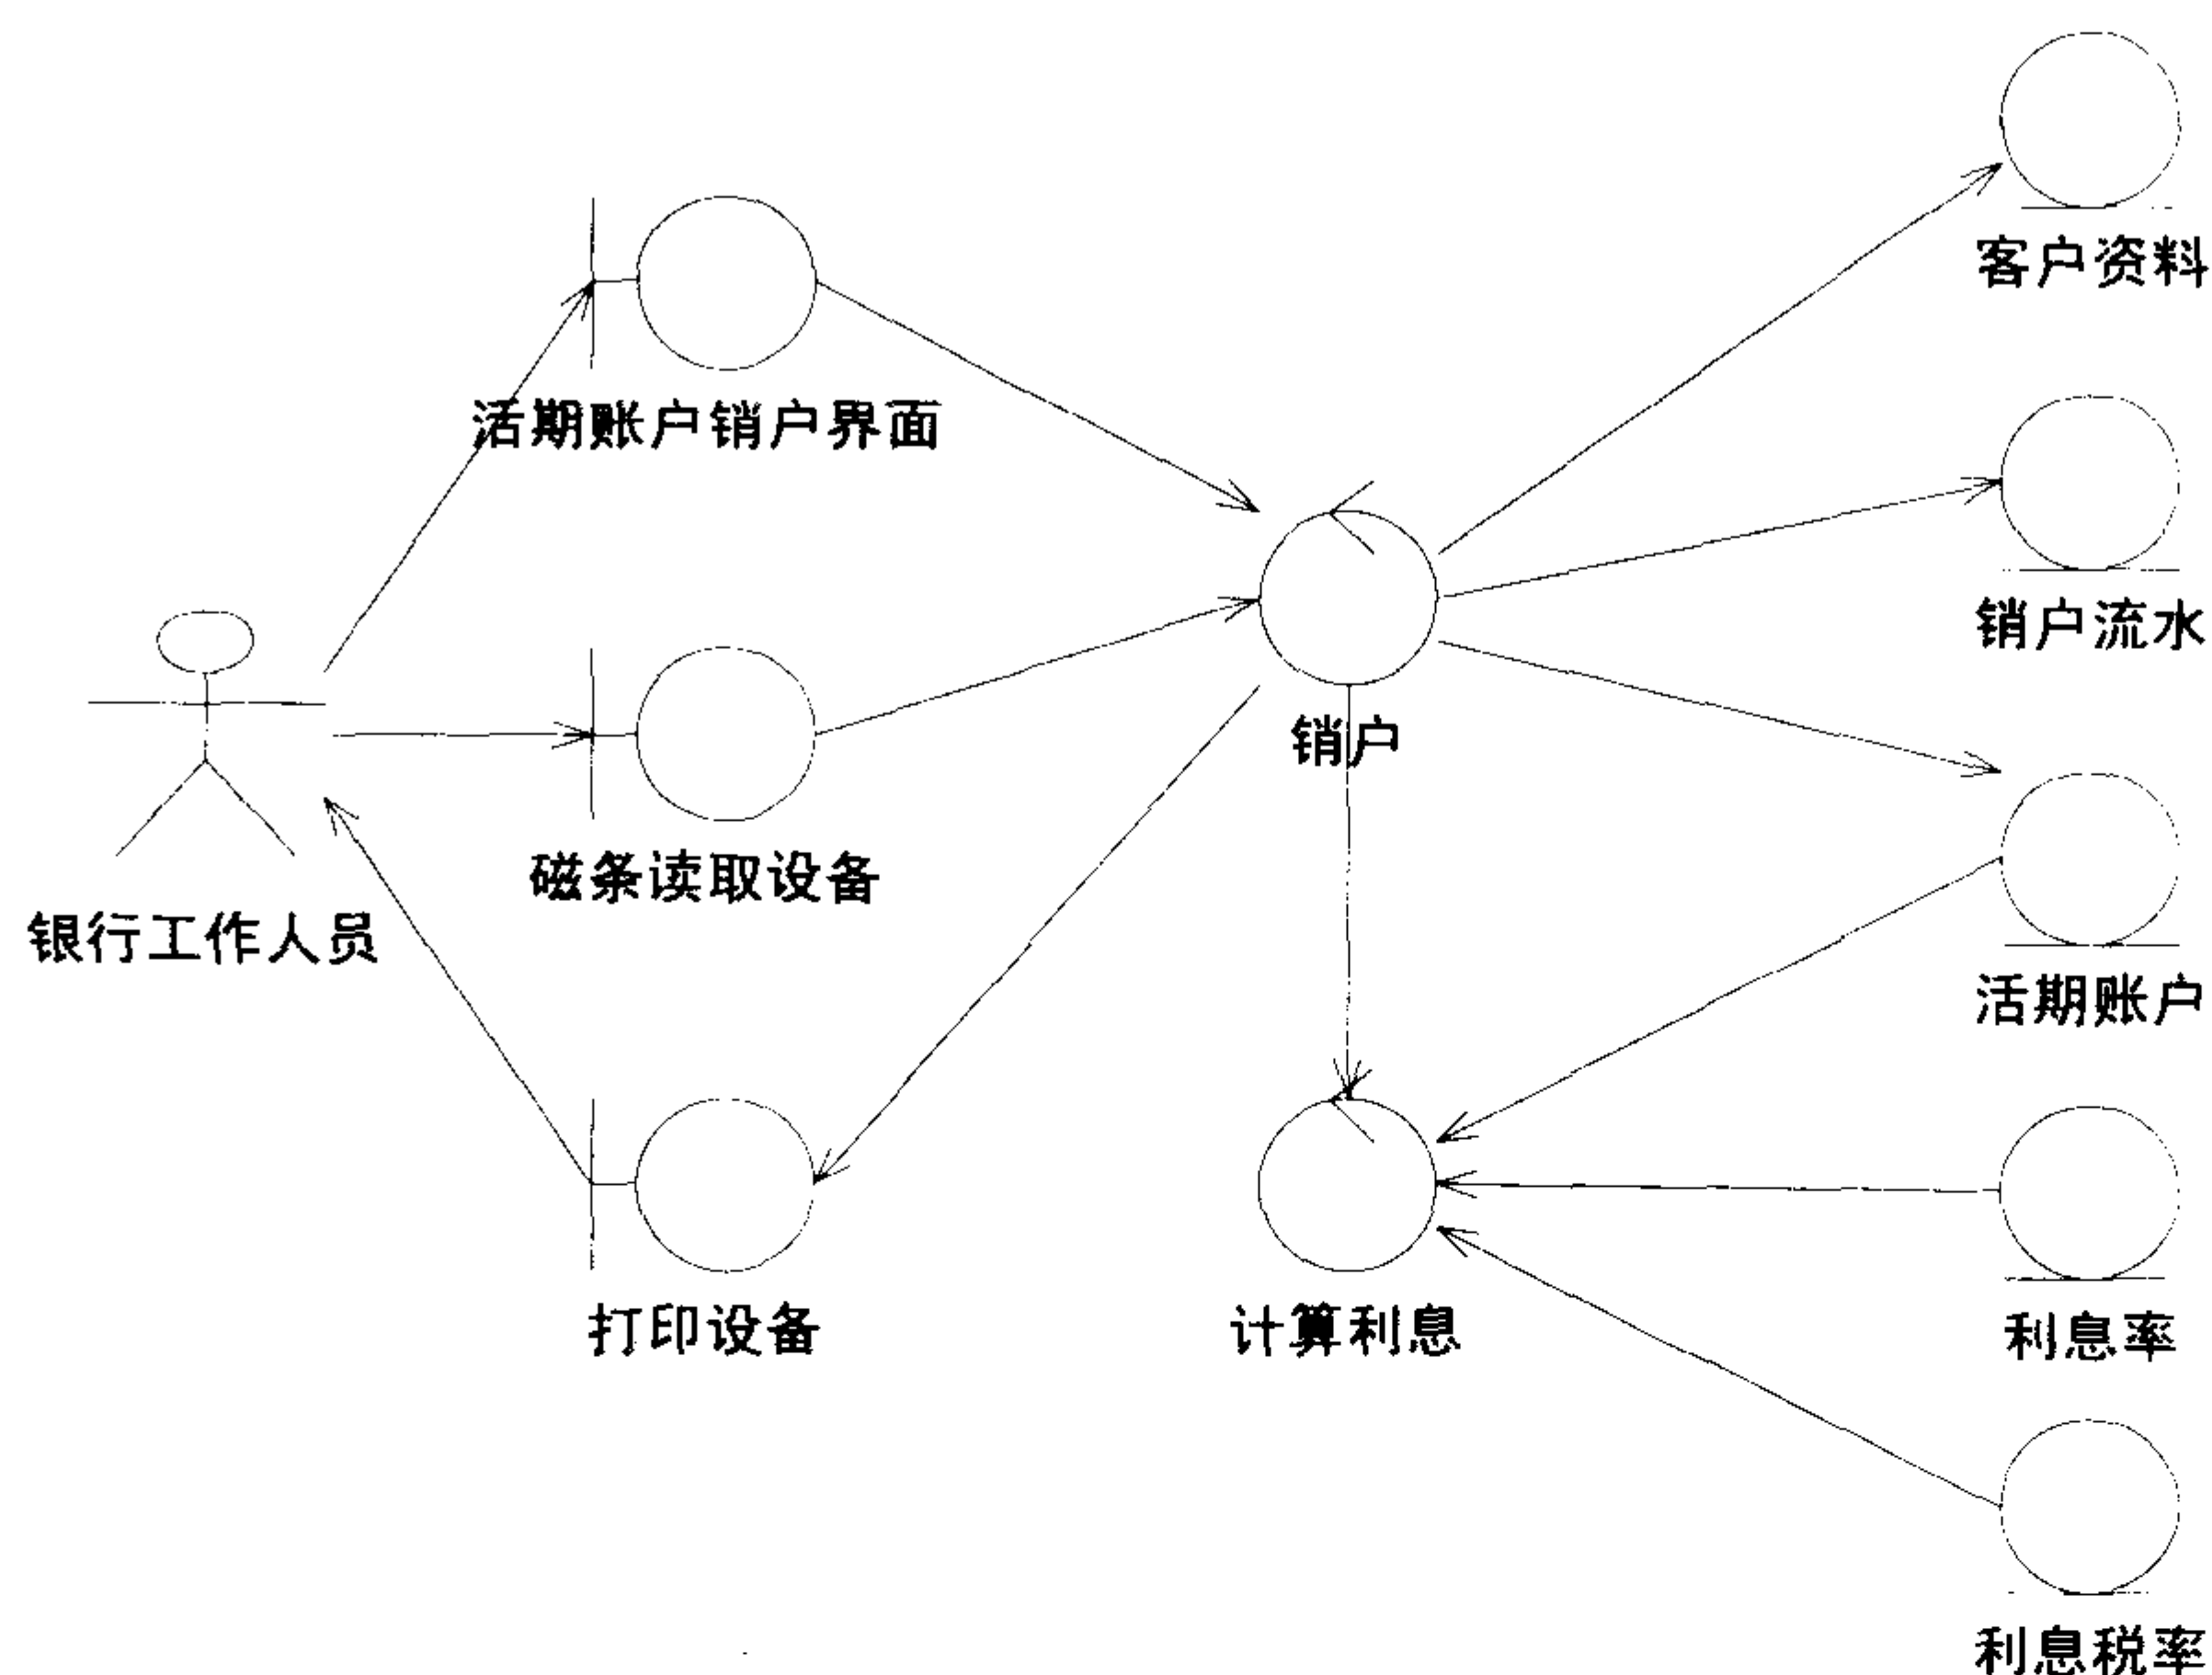 客户资料
活期账户销户界面
销户流水
销户
磁条读取设备
银行工作人员
活期账户
打印设备
计算利息
利息率
利息税率